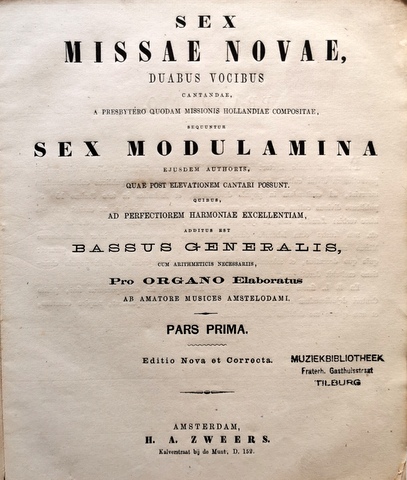 SEX
MISSAE NOVAE,
DUABUS VOCIBUS
CANTANDAE,
A PRESBYTERO QUODAM MISSIONIS HOLLANDIAE COMPOSITAE,
SEQUUNTUR
SEX MODULAMINA
EJUSDEM AUTHORIS,
QUAE POST ELEVATIONEM CANTARI POSSUNT.
QUIBUS,
AD PERFECTIOREM HARMONIAE EXCELLENTIAM,
ADDITUS EST
BASSUS GENERALIS,
CUM ARITHMETICIS NECESSARIIS,
Pro ORGANO Elaboratus
AB AMATORE MUSICES AMSTELODAMI.
PARS PRIMA.
Editio Nova et Correcta.
MUZIEKBIBLIOTHEEK
Fraterh. Gasthuisstraat
TILBURG
AMSTERDAM,
H. A. ZWEERS.
Kalverstraat bij de Munt, D. 152.